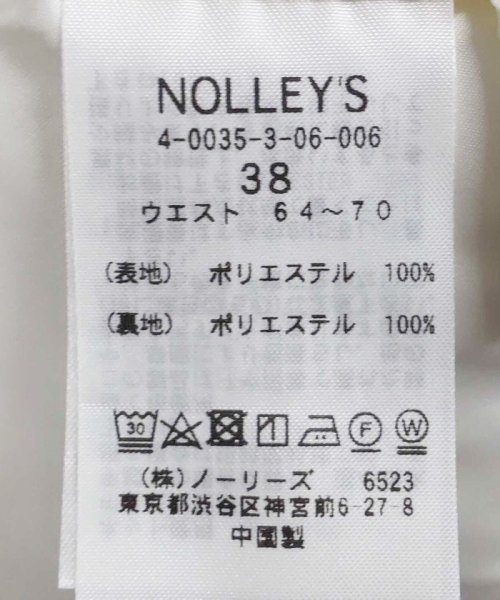 NOLLEY'S
4-0035-3-06-006
38
ウエスト 64～70
(表地) ポリエステル 100%
(裏地) ポリエステル 100%
30 F W
(株)ノーリーズ 6523
東京都渋谷区神宮前6-27-8
中国製